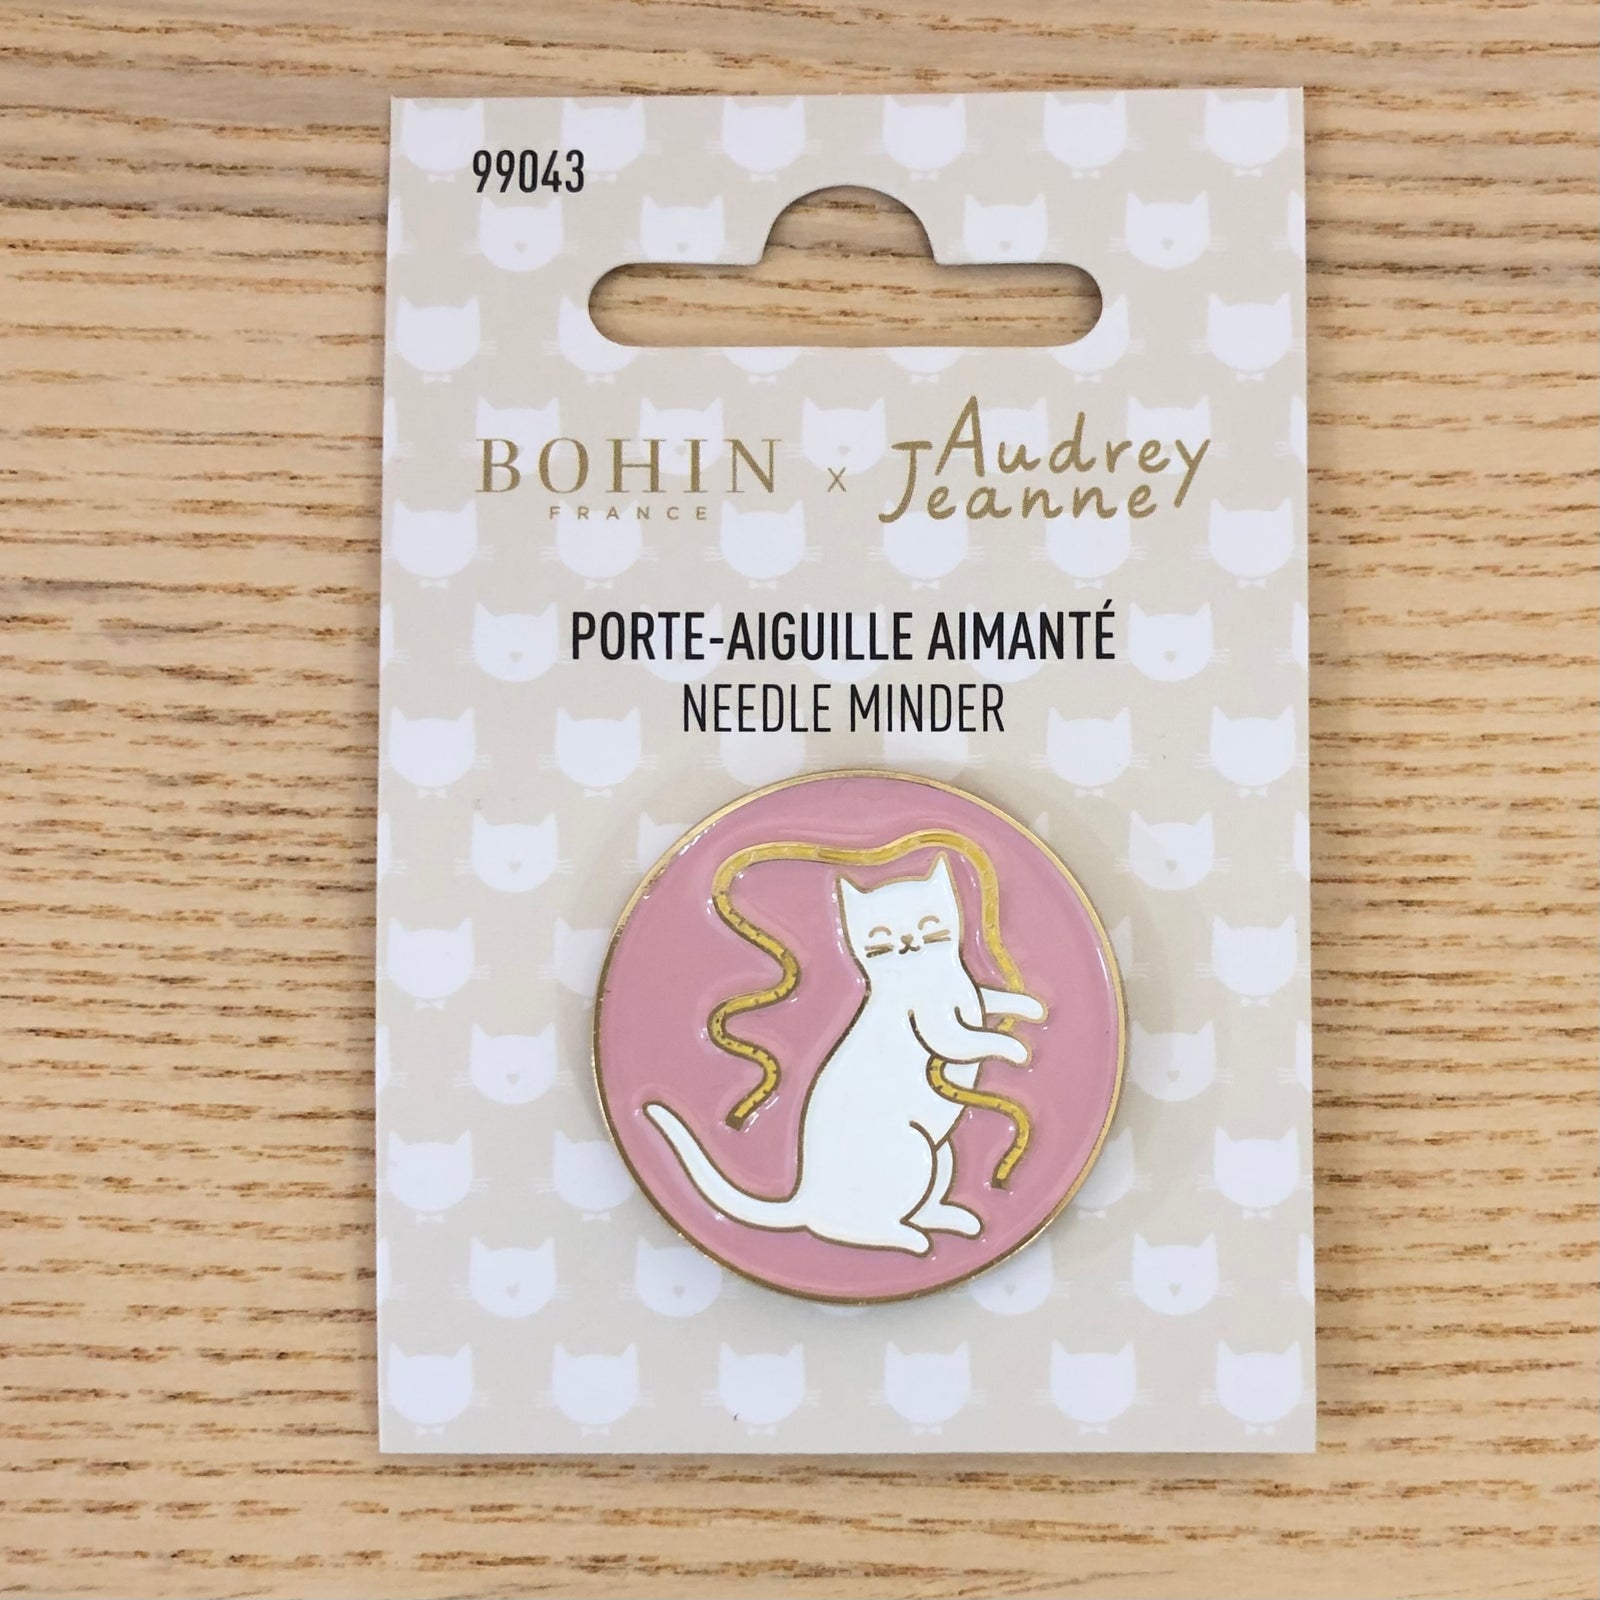 99043
BOHIN x Audrey
FRANCE Jeanne
PORTE-AIGUILLE AIMANTÉ
NEEDLE MINDER